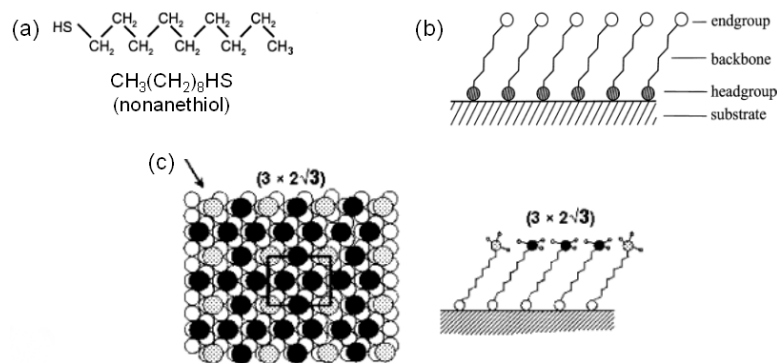 (a)
HS
CH₂ CH₂ CH₂ CH₂
CH₂ CH₂ CH₂ CH₂ CH₃
CH₃(CH₂)₈HS
(nonanethiol)
(b)
endgroup
backbone
headgroup
substrate
(c)
(3 × 2√3)
(3 × 2√3)